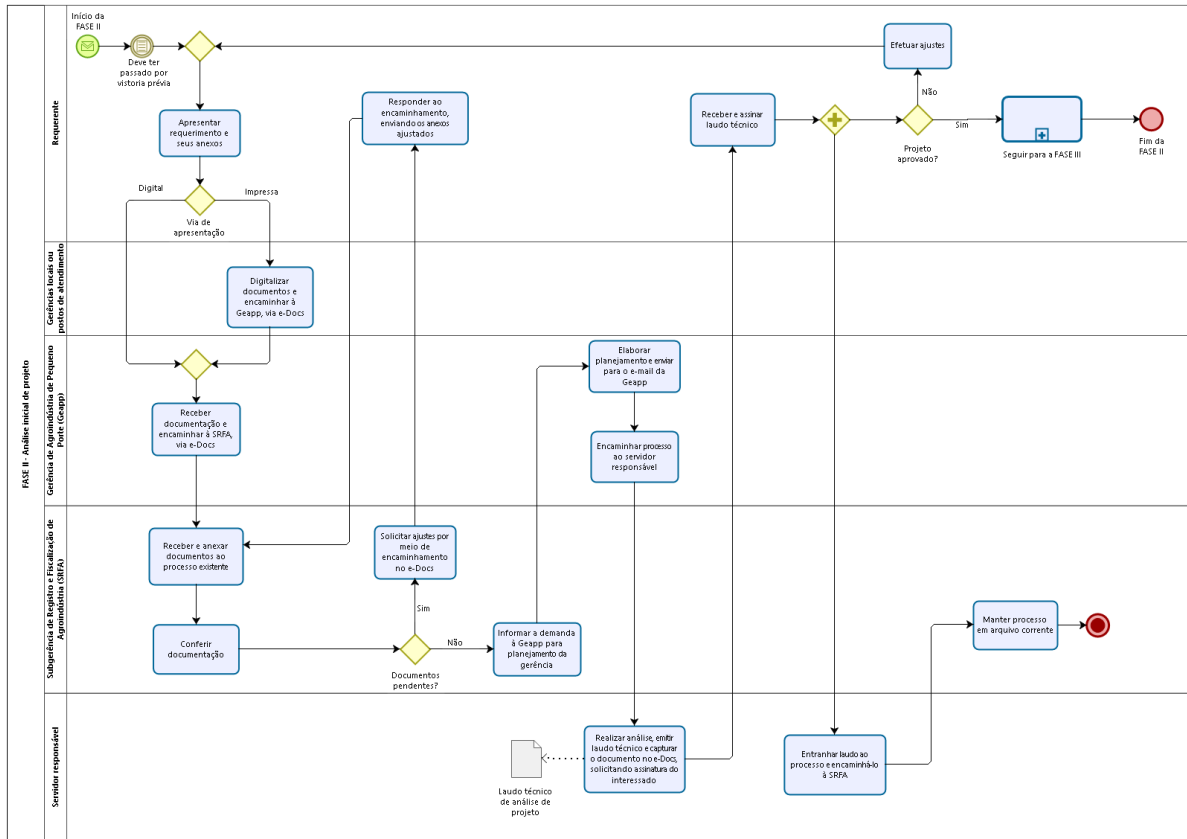 FASE II - Análise inicial de projeto
Requerente
Início da
FASE II
Deve ter
passado por
vistoria prévia
Apresentar
requerimento e
seus anexos
Digital
Impressa
Via de
apresentação
Responder ao
encaminhamento,
enviando os anexos
ajustados
Receber e assinar
laudo técnico
Efetuar ajustes
Não
Sim
Projeto
aprovado?
Seguir para a FASE III
Fim da
FASE II
Gerências locais ou
postos de atendimento
Digitalizar
documentos e
encaminhar à
Geapp, via e-Docs
Gerência de Agroindústria de Pequeno
Porte (Geapp)
Receber
documentação e
encaminhar à SRFA,
via e-Docs
Elaborar
planejamento e enviar
para o e-mail da
Geapp
Encaminhar processo
ao servidor
responsável
Subgerência de Registro e Fiscalização de
Agroindústria (SRFA)
Receber e anexar
documentos ao
processo existente
Conferir
documentação
Solicitar ajustes por
meio de
encaminhamento
no e-Docs
Sim
Não
Documentos
pendentes?
Informar a demanda
à Geapp para
planejamento da
gerência
Manter processo
em arquivo corrente
Servidor responsável
Laudo técnico
de análise de
projeto
Realizar análise, emitir
laudo técnico e capturar
o documento no e-Docs,
solicitando assinatura do
interessado
Entranhar laudo ao
processo e encaminhá-lo
à SRFA